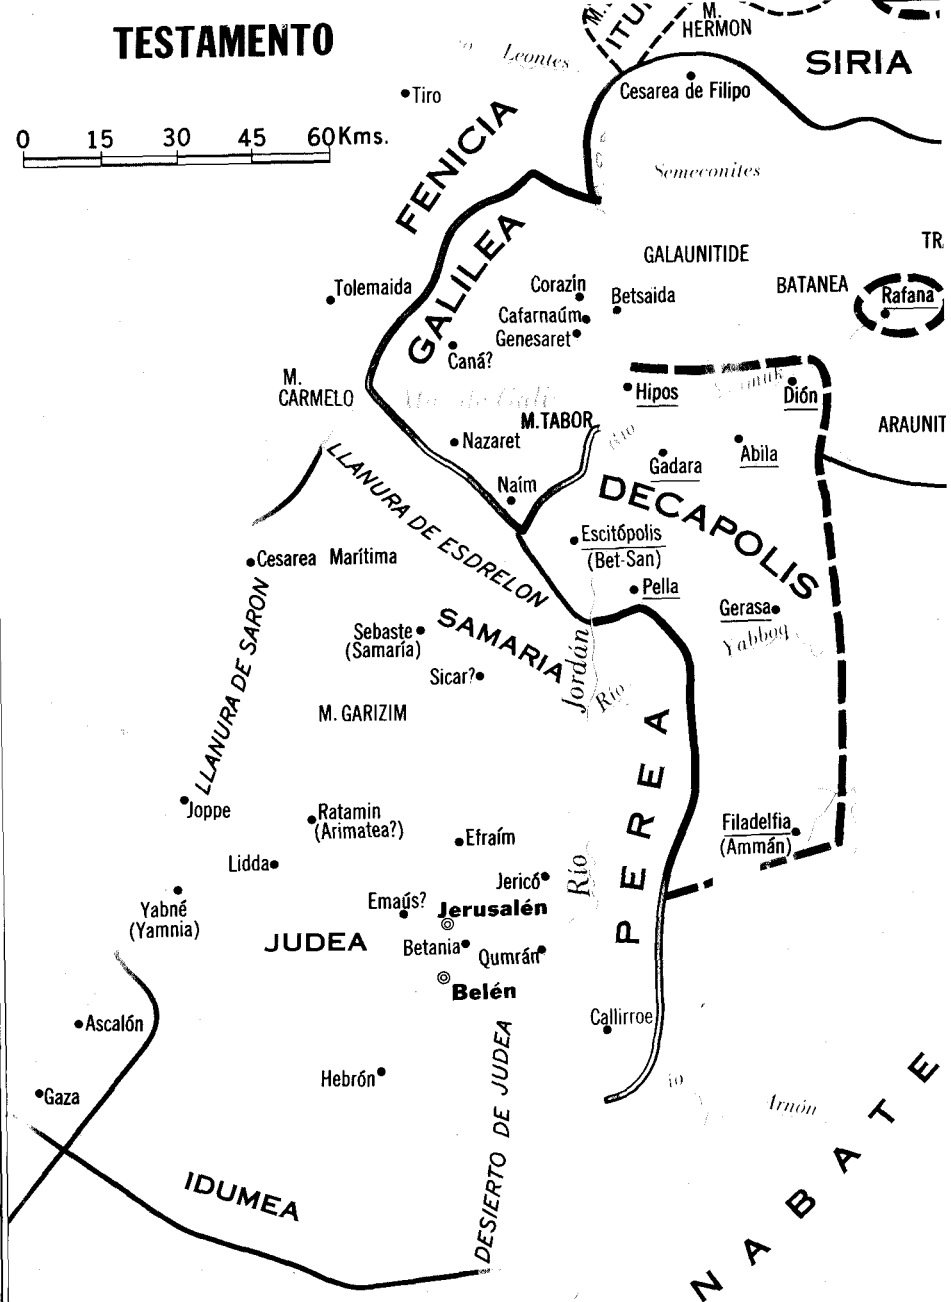 TESTAMENTO
0 15 30 45 60 Kms.
M. HERMON
SIRIA
Leontes
Cesarea de Filipo
Tiro
FENICIA
Semeconites
GALILEA
GALAUNITIDE
BATANEA
Rafana
Tolemaida
Corazín
Betsaida
Cafarnaúm
Genesaret
Caná?
M.
CARMELO
Hipos
Dión
M. TABOR
Río
ARAUNIT
Nazaret
Abila
Gadara
Naím
DECAPOLIS
LLANURA DE ESDRELON
Escitópolis
(Bet-San)
Cesarea Marítima
Pella
Gerasa
Yabboq
LLANURA DE SARON
Sebaste
(Samaría)
SAMARIA
Sicar?
Jordán
Río
M. GARIZIM
PEREA
Joppe
Ratamin
(Arimatea?)
Efraím
Filadelfia
(Ammán)
Lidda
Jericó
Río
Yabné
(Yamnia)
Emaús?
Jerusalén
JUDEA
Betania
Qumrán
Belén
Ascalón
Callirroe
DESIERTO DE JUDEA
Hebrón
Gaza
Arnón
IDUMEA
NABATE